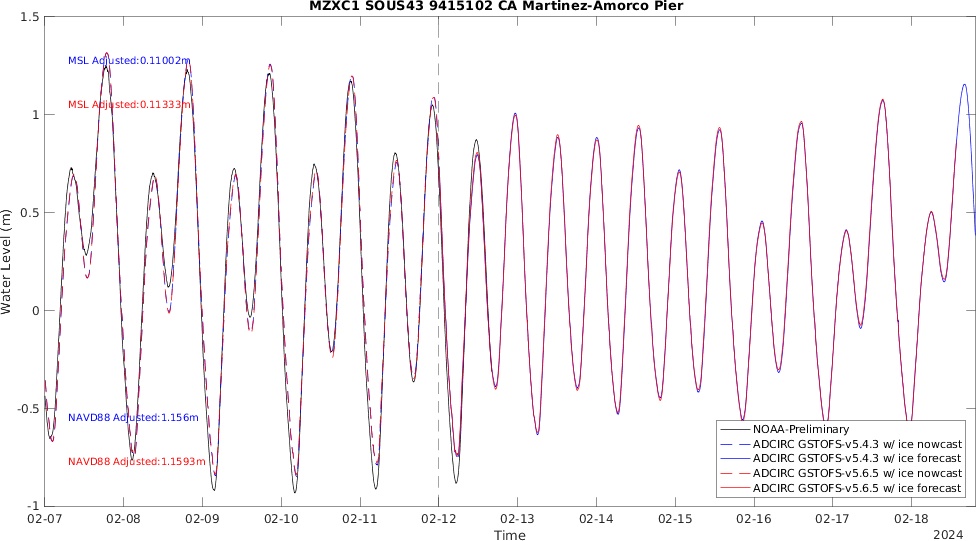 MZXC1 SOUS43 9415102 CA Martinez-Amorco Pier
1.5
MSL Adjusted:0.11002m
MSL Adjusted:0.11333m
1
0.5
Water Level (m)
0
-0.5
NAVD88 Adjusted:1.156m
NAVD88 Adjusted:1.1593m
-1
NOAA-Preliminary
ADCIRC GSTOFS-v5.4.3 w/ ice nowcast
ADCIRC GSTOFS-v5.4.3 w/ ice forecast
ADCIRC GSTOFS-v5.6.5 w/ ice nowcast
ADCIRC GSTOFS-v5.6.5 w/ ice forecast
02-07 02-08 02-09 02-10 02-11 02-12 02-13 02-14 02-15 02-16 02-17 02-18
Time
2024